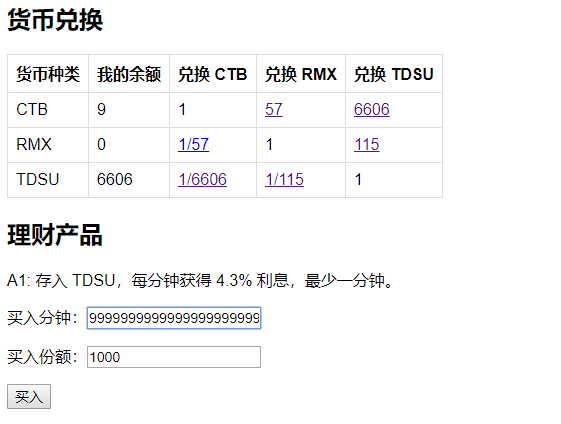 货币兑换
货币种类 我的余额 兑换 CTB 兑换 RMX 兑换 TDSU
CTB 9 1 57 6606
RMX 0 1/57 1 115
TDSU 6606 1/6606 1/115 1
理财产品
A1: 存入 TDSU，每分钟获得 4.3% 利息，最少一分钟。
买入分钟：9999999999999999999999
买入份额：1000
买入